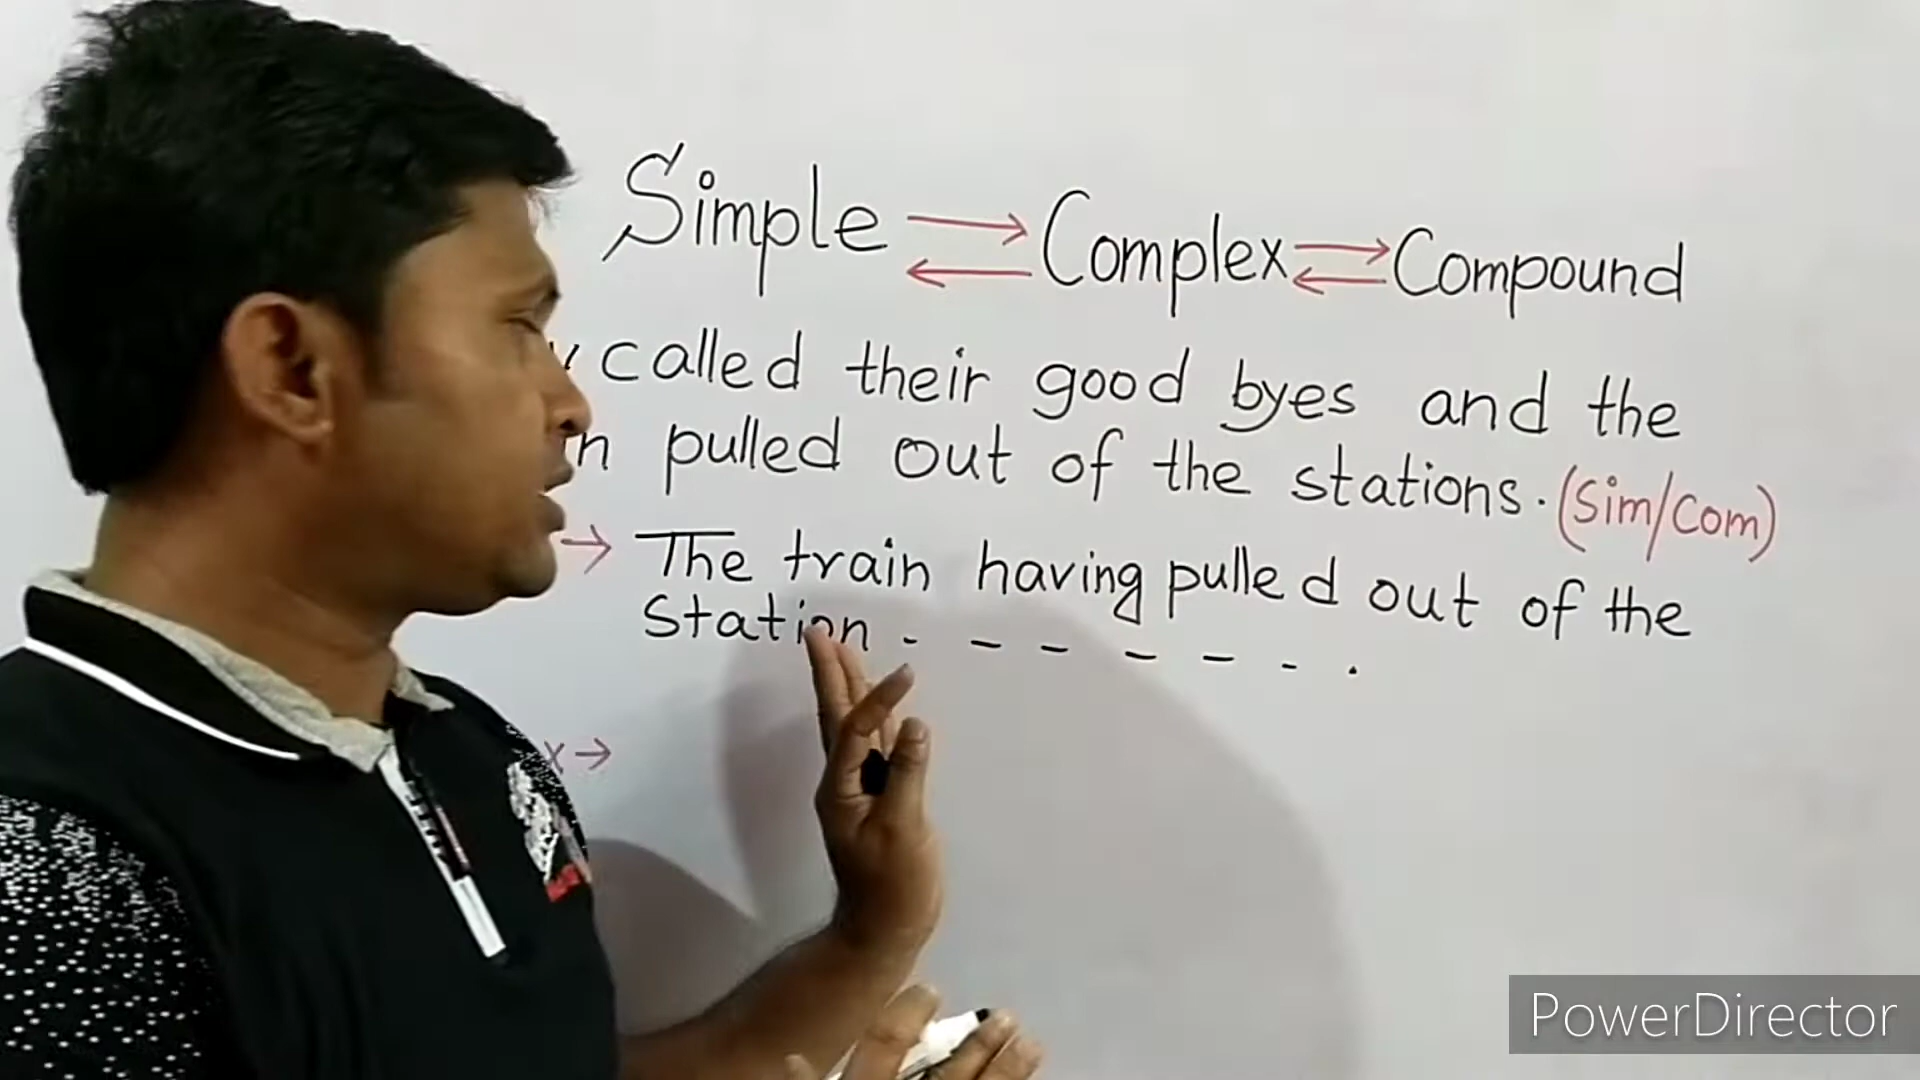 Simple ⇄ Complex ⇄ Compound
called their good byes and the
pulled out of the stations. (Sim/Com)
→ The train having pulled out of the
Station - - - - - - - .
x →
PowerDirector